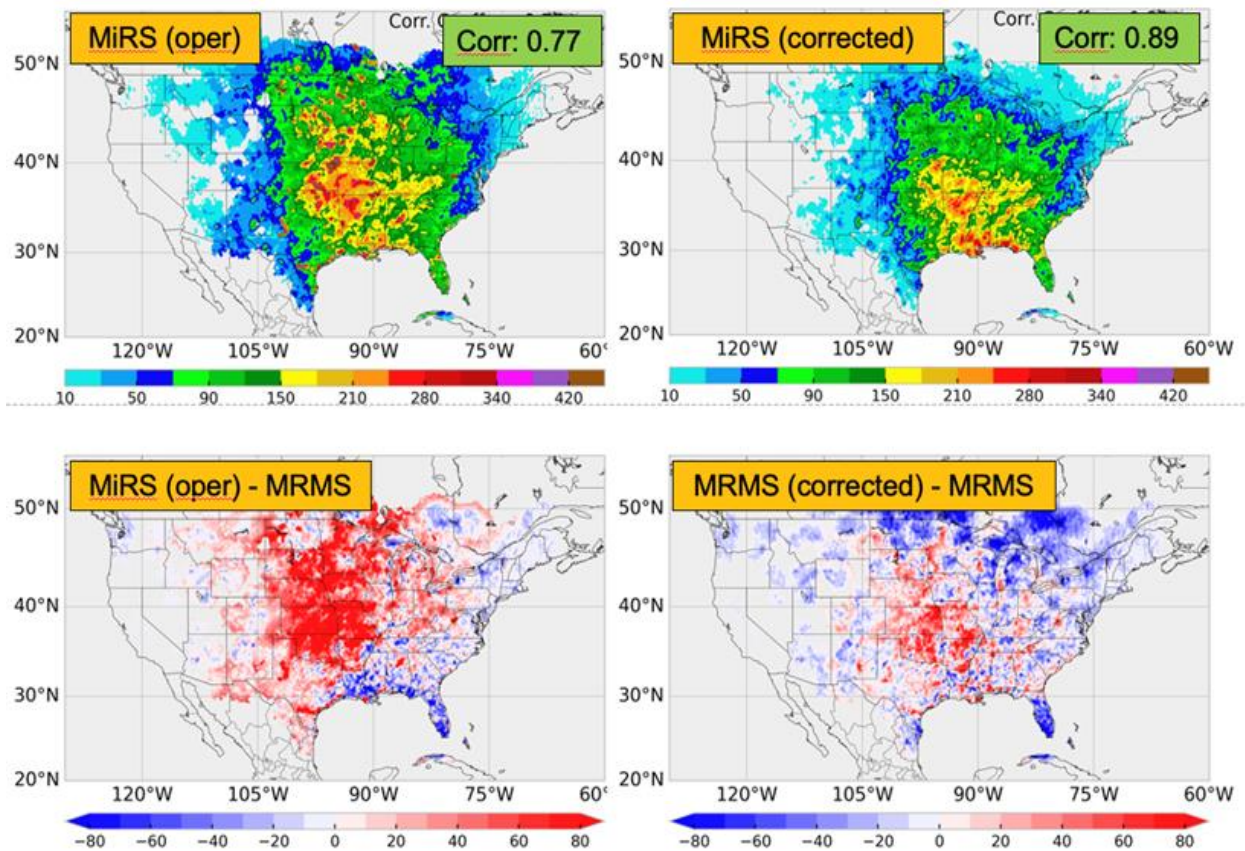 MiRS (oper)
Corr.
Corr: 0.77
50°N
40°N
30°N
20°N
120°W 105°W 90°W 75°W 60°
10 50 90 150 210 280 340 420
MiRS (corrected)
Corr.
Corr: 0.89
50°N
40°N
30°N
20°N
120°W 105°W 90°W 75°W 60°W
10 50 90 150 210 280 340 420
MiRS (oper) - MRMS
50°N
40°N
30°N
20°N
120°W 105°W 90°W 75°W 60°
−80 −60 −40 −20 0 20 40 60 80
MRMS (corrected) - MRMS
50°N
40°N
30°N
20°N
120°W 105°W 90°W 75°W 60°W
−80 −60 −40 −20 0 20 40 60 80